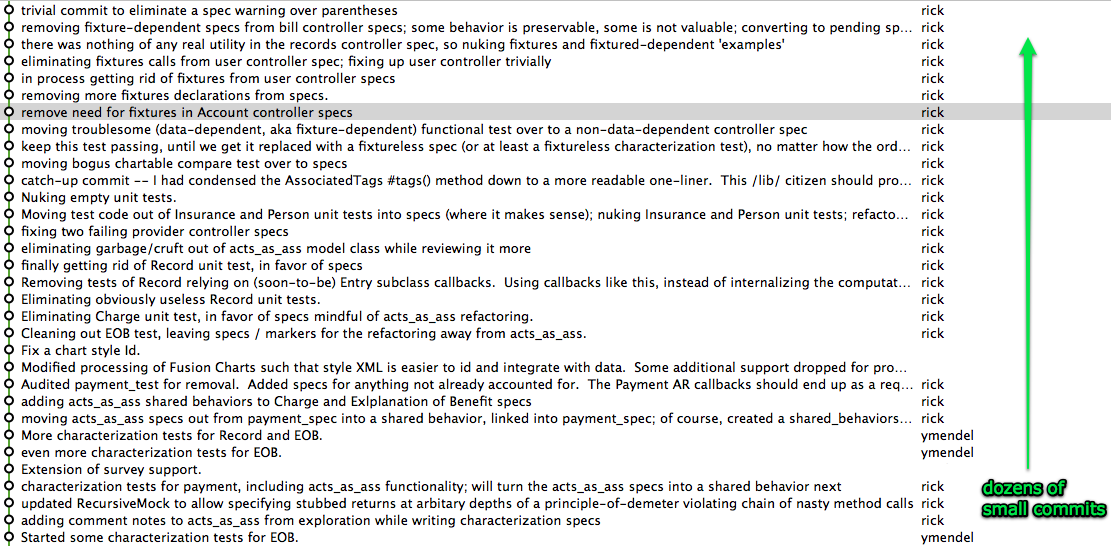 trivial commit to eliminate a spec warning over parentheses rick
removing fixture-dependent specs from bill controller specs; some behavior is preservable, some is not valuable; converting to pending sp... rick
there was nothing of any real utility in the records controller spec, so nuking fixtures and fixtured-dependent 'examples' rick
eliminating fixtures calls from user controller spec; fixing up user controller trivially rick
in process getting rid of fixtures from user controller specs rick
removing more fixtures declarations from specs. rick
remove need for fixtures in Account controller specs rick
moving troublesome (data-dependent, aka fixture-dependent) functional test over to a non-data-dependent controller spec rick
keep this test passing, until we get it replaced with a fixtureless spec (or at least a fixtureless characterization test), no matter how the ord... rick
moving bogus chartable compare test over to specs rick
catch-up commit -- I had condensed the AssociatedTags #tags() method down to a more readable one-liner.  This /lib/ citizen should pro... rick
Nuking empty unit tests. rick
Moving test code out of Insurance and Person unit tests into specs (where it makes sense); nuking Insurance and Person unit tests; refacto... rick
fixing two failing provider controller specs rick
eliminating garbage/cruft out of acts_as_ass model class while reviewing it more rick
finally getting rid of Record unit test, in favor of specs rick
Removing tests of Record relying on (soon-to-be) Entry subclass callbacks.  Using callbacks like this, instead of internalizing the computat... rick
Eliminating obviously useless Record unit tests. rick
Eliminating Charge unit test, in favor of specs mindful of acts_as_ass refactoring. rick
Cleaning out EOB test, leaving specs / markers for the refactoring away from acts_as_ass. rick
Fix a chart style Id.
Modified processing of Fusion Charts such that style XML is easier to id and integrate with data.  Some additional support dropped for pro...
Audited payment_test for removal.  Added specs for anything not already accounted for.  The Payment AR callbacks should end up as a req... rick
adding acts_as_ass shared behaviors to Charge and Exlplanation of Benefit specs rick
moving acts_as_ass specs out from payment_spec into a shared behavior, linked into payment_spec; of course, created a shared_behaviors... rick
More characterization tests for Record and EOB. ymendel
even more characterization tests for EOB. ymendel
Extension of survey support.
characterization tests for payment, including acts_as_ass functionality; will turn the acts_as_ass specs into a shared behavior next rick
updated RecursiveMock to allow specifying stubbed returns at arbitary depths of a principle-of-demeter violating chain of nasty method calls rick
adding comment notes to acts_as_ass from exploration while writing characterization specs rick
Started some characterization tests for EOB. ymendel
dozens of
small commits